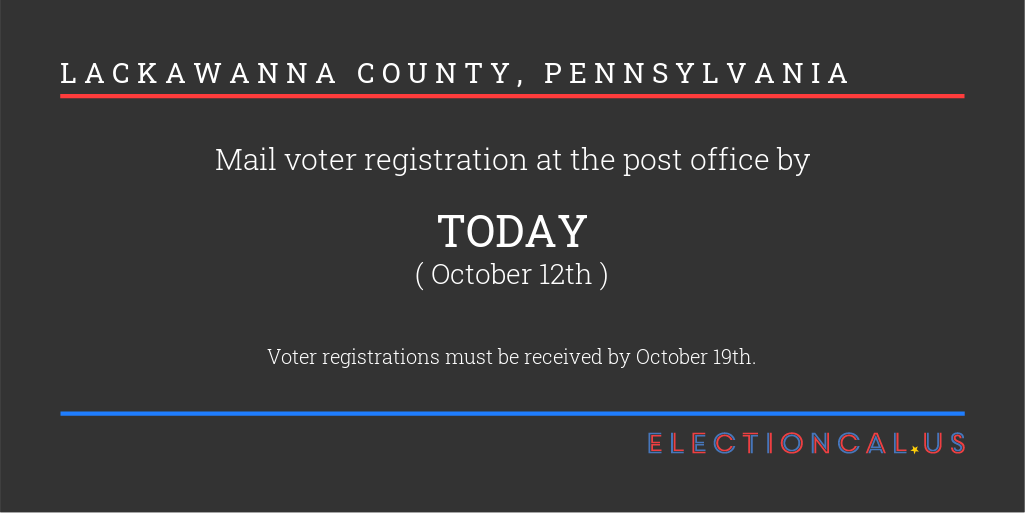 LACKAWANNA COUNTY, PENNSYLVANIA
Mail voter registration at the post office by
TODAY
( October 12th )
Voter registrations must be received by October 19th.
ELECTIONCAL.US